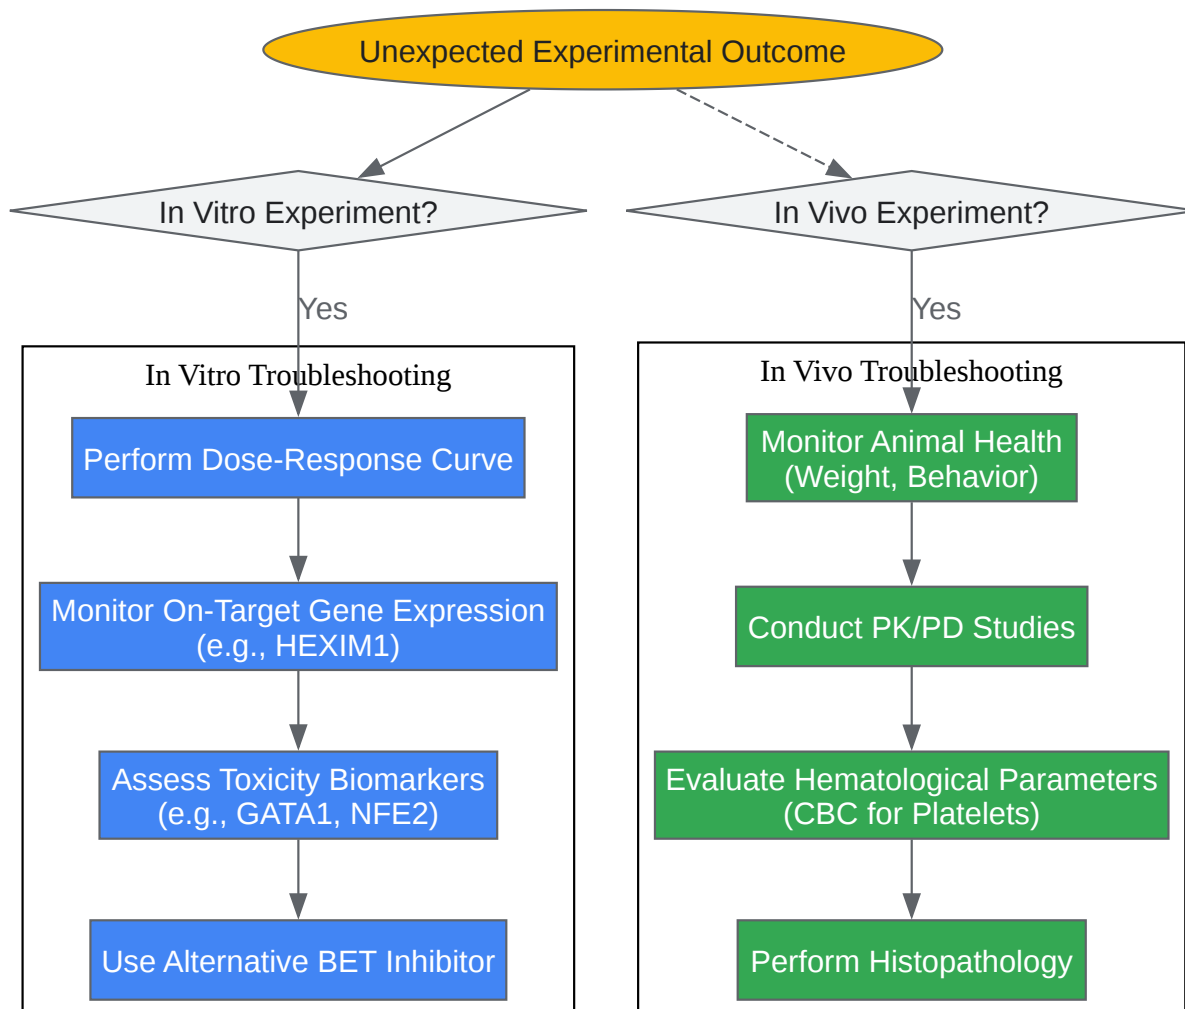 Unexpected Experimental Outcome
In Vitro Experiment?
In Vivo Experiment?
Yes
Yes
In Vitro Troubleshooting
Perform Dose-Response Curve
Monitor On-Target Gene Expression
(e.g., HEXIM1)
Assess Toxicity Biomarkers
(e.g., GATA1, NFE2)
Use Alternative BET Inhibitor
In Vivo Troubleshooting
Monitor Animal Health
(Weight, Behavior)
Conduct PK/PD Studies
Evaluate Hematological Parameters
(CBC for Platelets)
Perform Histopathology